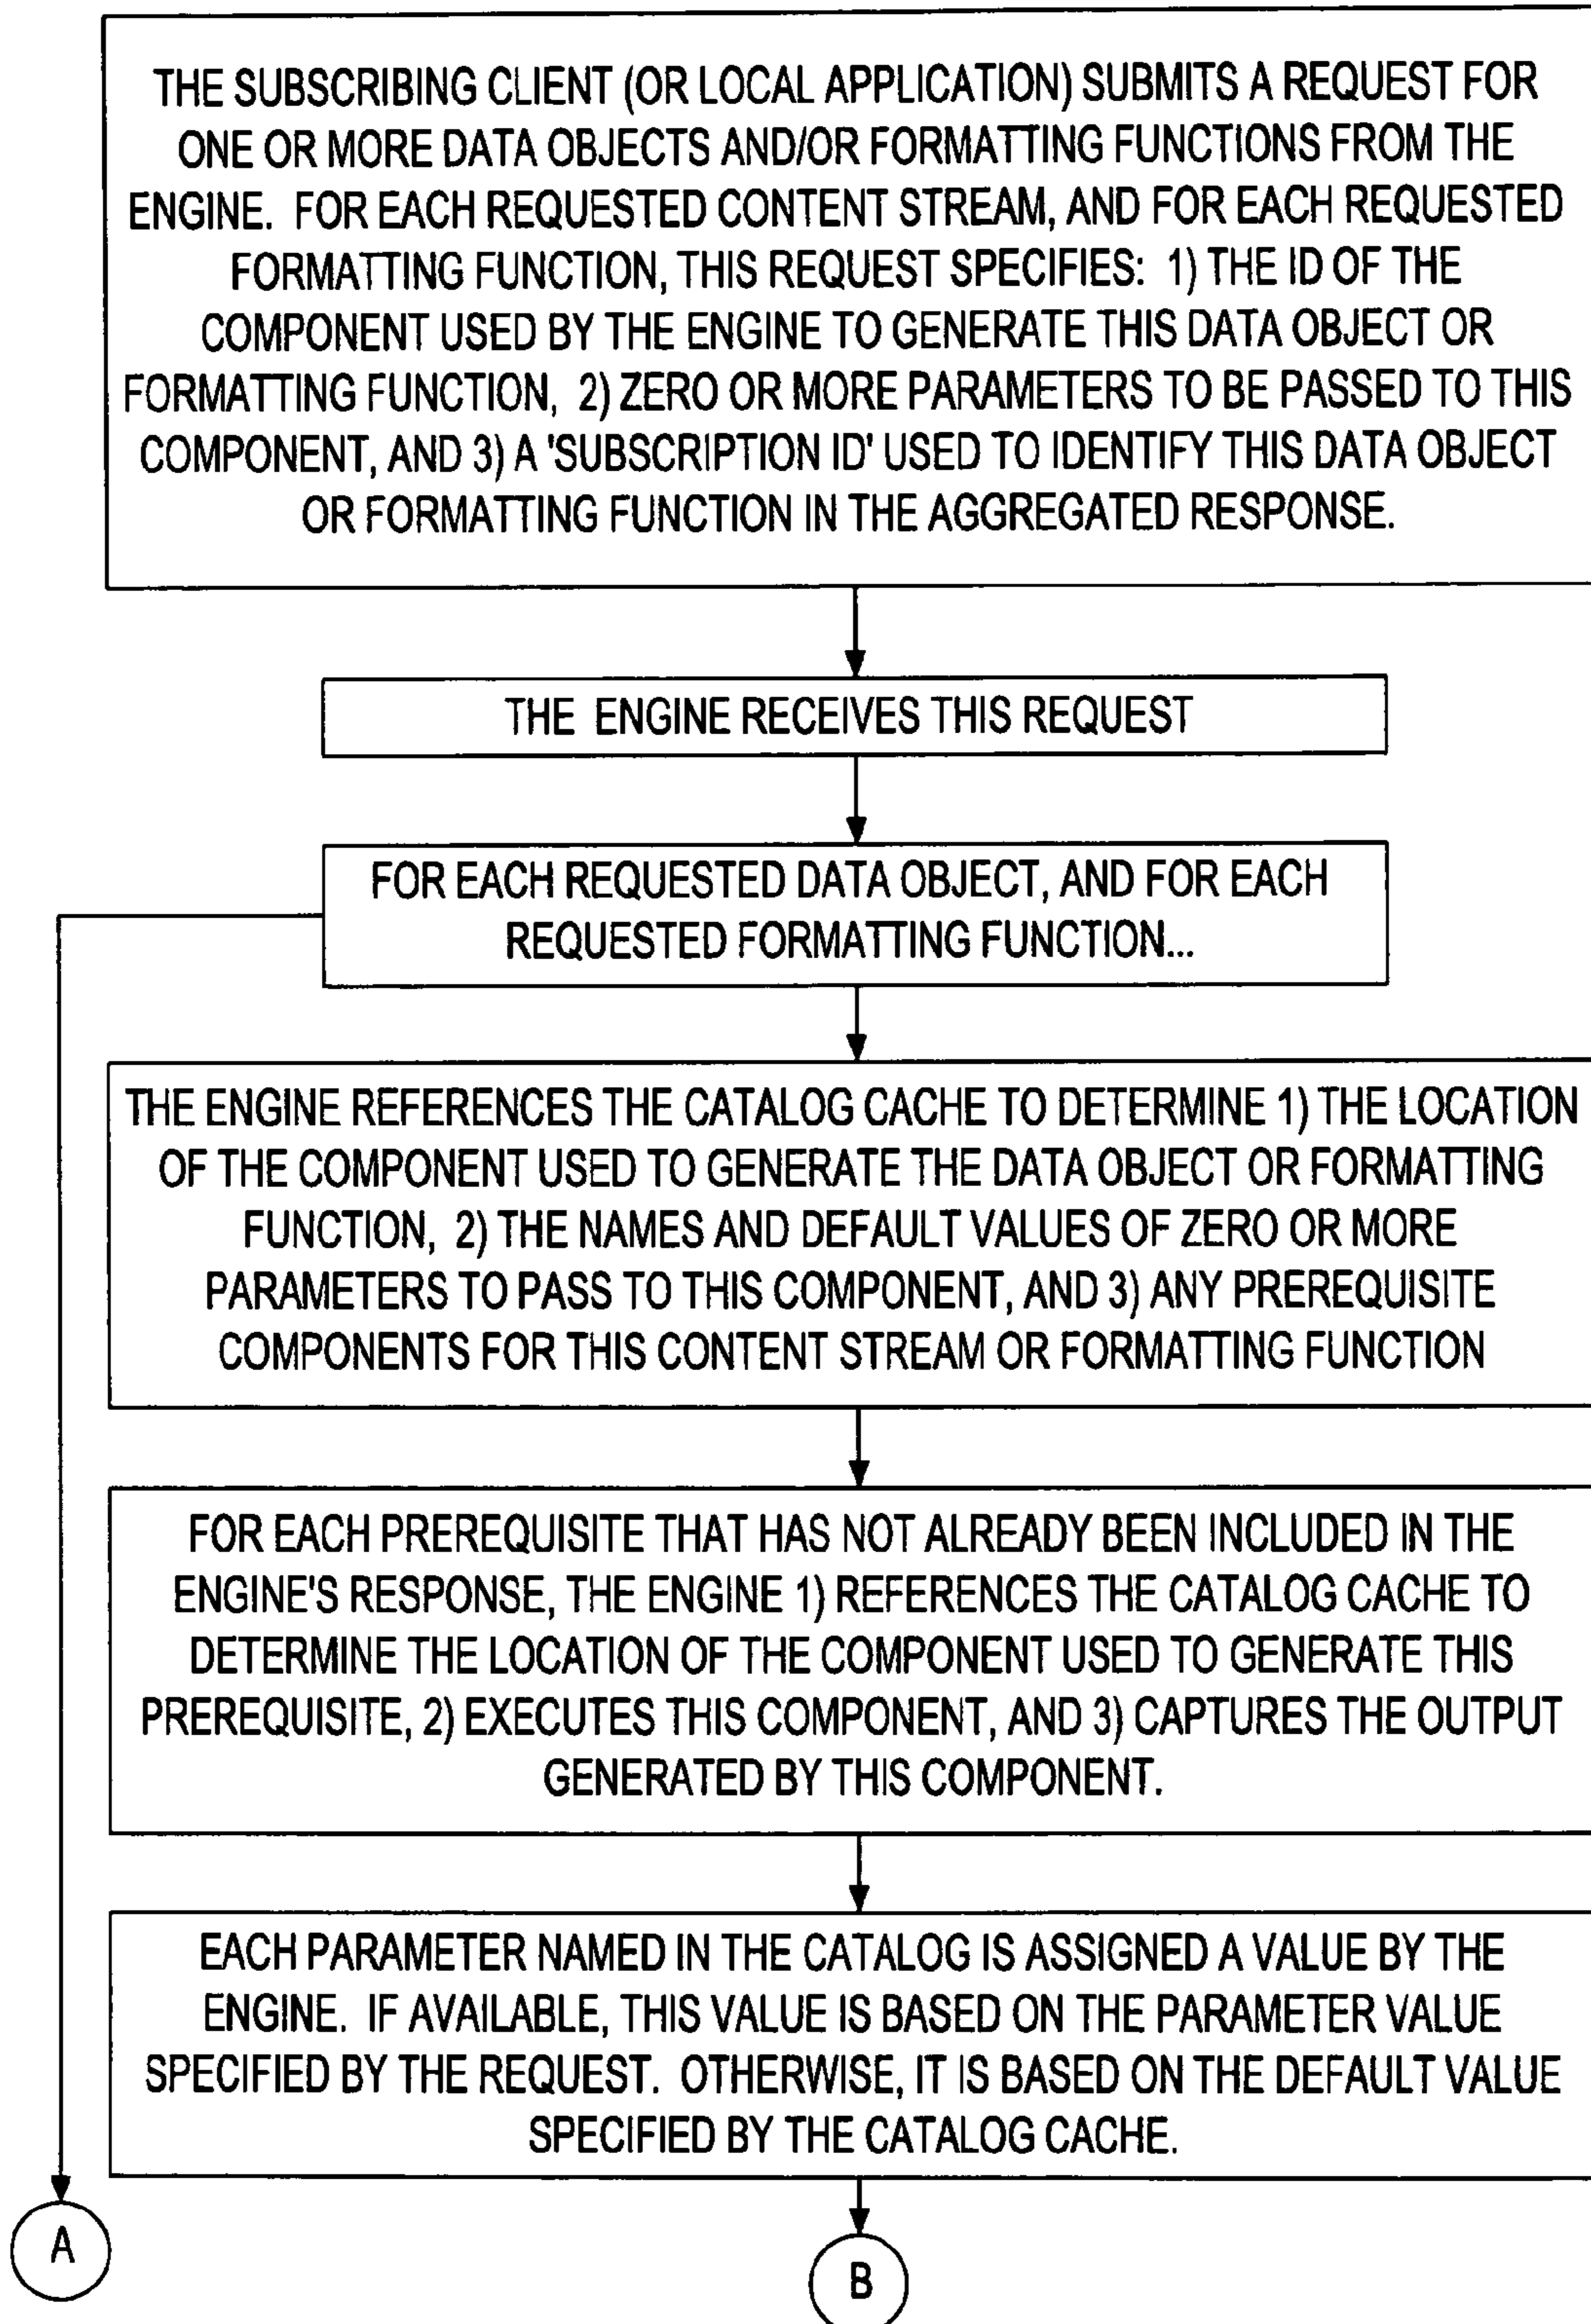 THE SUBSCRIBING CLIENT (OR LOCAL APPLICATION) SUBMITS A REQUEST FOR
ONE OR MORE DATA OBJECTS AND/OR FORMATTING FUNCTIONS FROM THE
ENGINE. FOR EACH REQUESTED CONTENT STREAM, AND FOR EACH REQUESTED
FORMATTING FUNCTION, THIS REQUEST SPECIFIES: 1) THE ID OF THE
COMPONENT USED BY THE ENGINE TO GENERATE THIS DATA OBJECT OR
FORMATTING FUNCTION, 2) ZERO OR MORE PARAMETERS TO BE PASSED TO THIS
COMPONENT, AND 3) A 'SUBSCRIPTION ID' USED TO IDENTIFY THIS DATA OBJECT
OR FORMATTING FUNCTION IN THE AGGREGATED RESPONSE.
THE ENGINE RECEIVES THIS REQUEST
FOR EACH REQUESTED DATA OBJECT, AND FOR EACH
REQUESTED FORMATTING FUNCTION...
THE ENGINE REFERENCES THE CATALOG CACHE TO DETERMINE 1) THE LOCATION
OF THE COMPONENT USED TO GENERATE THE DATA OBJECT OR FORMATTING
FUNCTION, 2) THE NAMES AND DEFAULT VALUES OF ZERO OR MORE
PARAMETERS TO PASS TO THIS COMPONENT, AND 3) ANY PREREQUISITE
COMPONENTS FOR THIS CONTENT STREAM OR FORMATTING FUNCTION
FOR EACH PREREQUISITE THAT HAS NOT ALREADY BEEN INCLUDED IN THE
ENGINE'S RESPONSE, THE ENGINE 1) REFERENCES THE CATALOG CACHE TO
DETERMINE THE LOCATION OF THE COMPONENT USED TO GENERATE THIS
PREREQUISITE, 2) EXECUTES THIS COMPONENT, AND 3) CAPTURES THE OUTPUT
GENERATED BY THIS COMPONENT.
EACH PARAMETER NAMED IN THE CATALOG IS ASSIGNED A VALUE BY THE
ENGINE. IF AVAILABLE, THIS VALUE IS BASED ON THE PARAMETER VALUE
SPECIFIED BY THE REQUEST. OTHERWISE, IT IS BASED ON THE DEFAULT VALUE
SPECIFIED BY THE CATALOG CACHE.
A
B